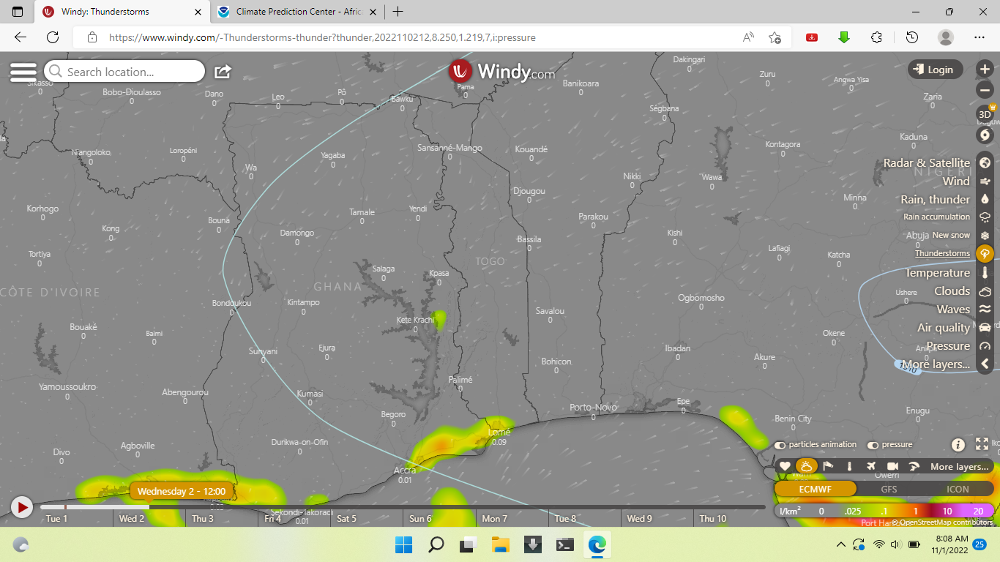 Windy: Thunderstorms
Climate Prediction Center - Afric
https://www.windy.com/-Thunderstorms-thunder?thunder,2022110212,8.250,1.219,7,i:pressure
Search location...
Windy.com
Login
Dakingari
0
Zuru
0
Angwa Yisa
0
Zaria
0
Sikasso
0
Bobo-Dioulasso
0
Dano
0
Leo
0
Pô
0
Bawku
0
Pama
0
Banikoara
0
Ségbana
0
3D
Kaduna
0
Niangoloko
0
Loropéni
0
Wa
0
Yagaba
0
Sansanné-Mango
0
Kouandé
0
Kontagora
0
Nikki
0
Wawa
0
Radar & Satellite
Wind
Rain, thunder
Rain accumulation
New snow
Thunderstorms
Temperature
Clouds
Waves
Air quality
Pressure
More layers...
Djougou
0
Minna
0
Korhogo
0
Kong
0
Bouna
0
Tamale
0
Yendi
0
Damongo
0
Parakou
0
Kishi
0
Abuja
0
Bassila
0
Lafiagi
0
Katcha
0
Tortiya
0
TOGO
Salaga
0
Kpasa
0
GHANA
CÔTE D'IVOIRE
Bondoukou
0
Kintampo
0
Ogbomosho
0
Ushere
0
Kete Krachi
0
Savalou
0
Bouaké
0
Baimi
0
Okene
0
Sunyani
0
Ejura
0
Ibadan
0
Akure
0
Bohicon
0
1010
Palimé
0
Yamoussoukro
0
Abengourou
0
Kumasi
0
Porto-Novo
0
Epe
0
Begoro
0
Enugu
0
Benin City
0
Lome
0.09
Divo
0
Agboville
0
Dunkwa-on-Ofin
0
Accra
0.01
particles animation
pressure
More layers...
Wednesday 2 - 12:00
ECMWF
GFS
ICON
Sekondi-Takoradi
0.01
l/km²
0
.025
.1
1
10
20
Tue 1
Wed 2
Thu 3
Fri 4
Sat 5
Sun 6
Mon 7
Tue 8
Wed 9
Thu 10
© OpenStreetMap contributors
8:08 AM
11/1/2022
25